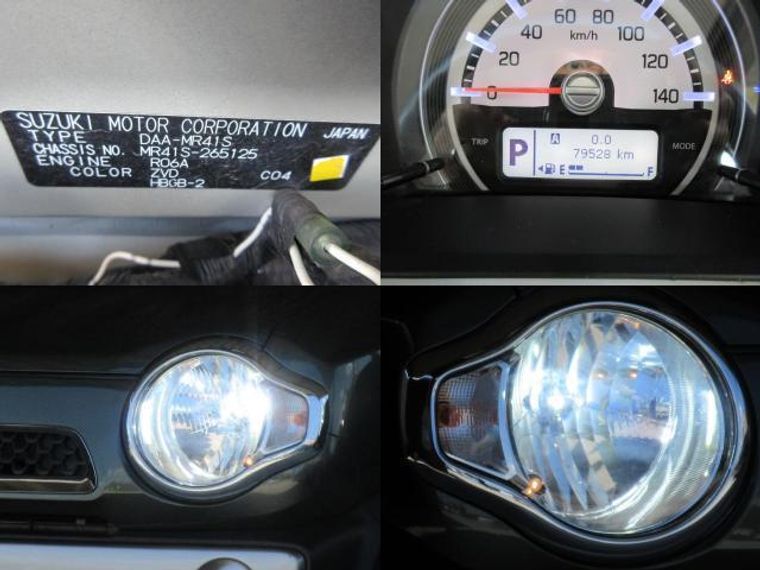 SUZUKI MOTOR CORPORATION JAPAN
TYPE DAA-MR41S
CHASSIS NO. MR41S-265125
ENGINE R06A
COLOR ZVD C04
HBGB-2
0 20 40 60 80 100 120 140
km/h
TRIP A 0.0 MODE
P 79528 km
E F